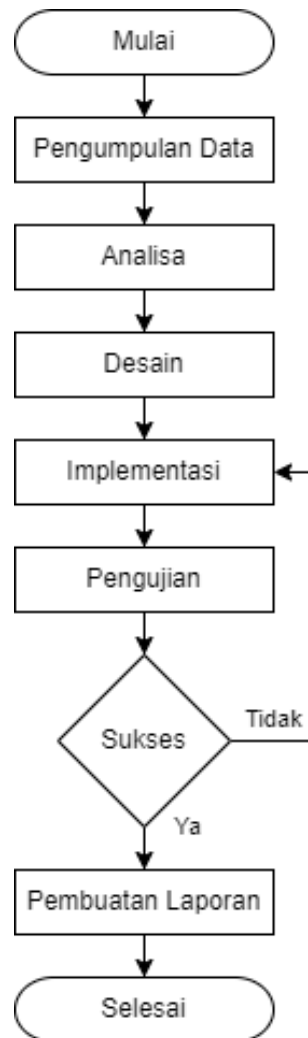 Mulai
Pengumpulan Data
Analisa
Desain
Implementasi
Pengujian
Sukses
Tidak
Ya
Pembuatan Laporan
Selesai